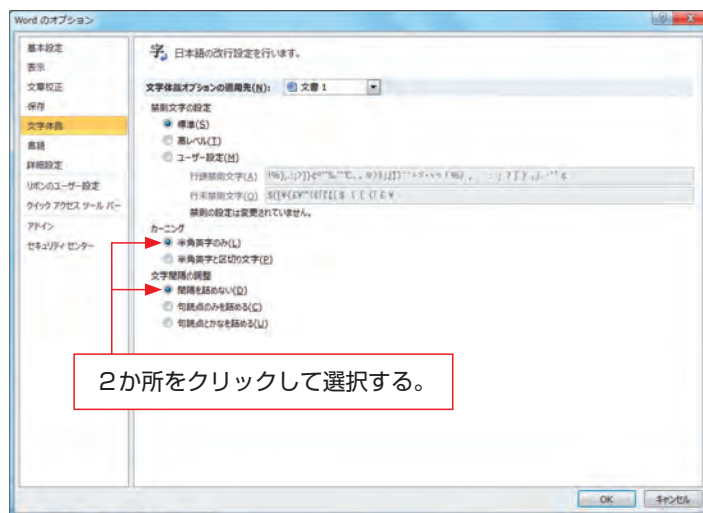 Word のオプション
基本設定
表示
文章校正
保存
文字体裁
言語
詳細設定
リボンのユーザー設定
クイック アクセス ツール バー
アドイン
セキュリティ センター
字 日本語の改行設定を行います。
文字体裁オプションの適用先(N): 文書 1
禁則文字の設定
標準(S)
高レベル(T)
ユーザー設定(M)
行頭禁則文字(A)
行末禁則文字(O)
禁則の設定は変更されていません。
カーニング
半角英字のみ(L)
半角英字と区切り文字(P)
文字間隔の調整
間隔を詰めない(D)
句読点のみを詰める(C)
句読点とかなを詰める(U)
2か所をクリックして選択する。
OK キャンセル